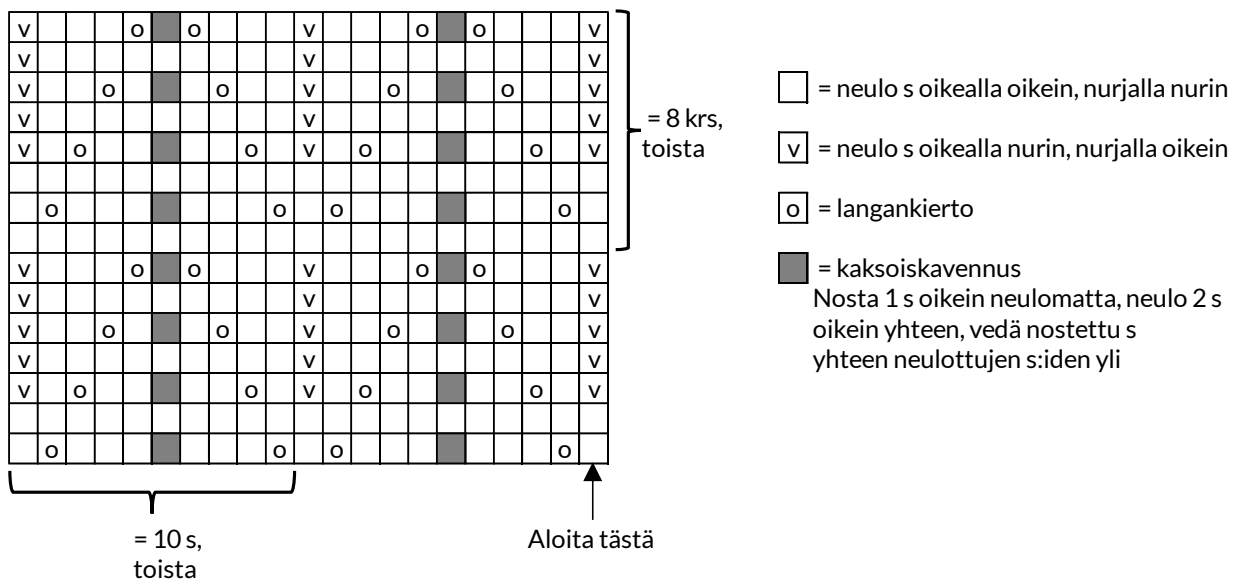 v o o v o o v
v v v
v o o v o o v
v v v
v o o v o o v
o o o o
v o o v o o v
v v v
v o o v o o v
v v v
v o o v o o v
o o o o
= 8 krs,
toista
= 10 s,
toista
Aloita tästä
= neulo s oikealla oikein, nurjalla nurin
v = neulo s oikealla nurin, nurjalla oikein
o = langankierto
= kaksoiskavennus
Nosta 1 s oikein neulomatta, neulo 2 s
oikein yhteen, vedä nostettu s
yhteen neulottujen s:iden yli